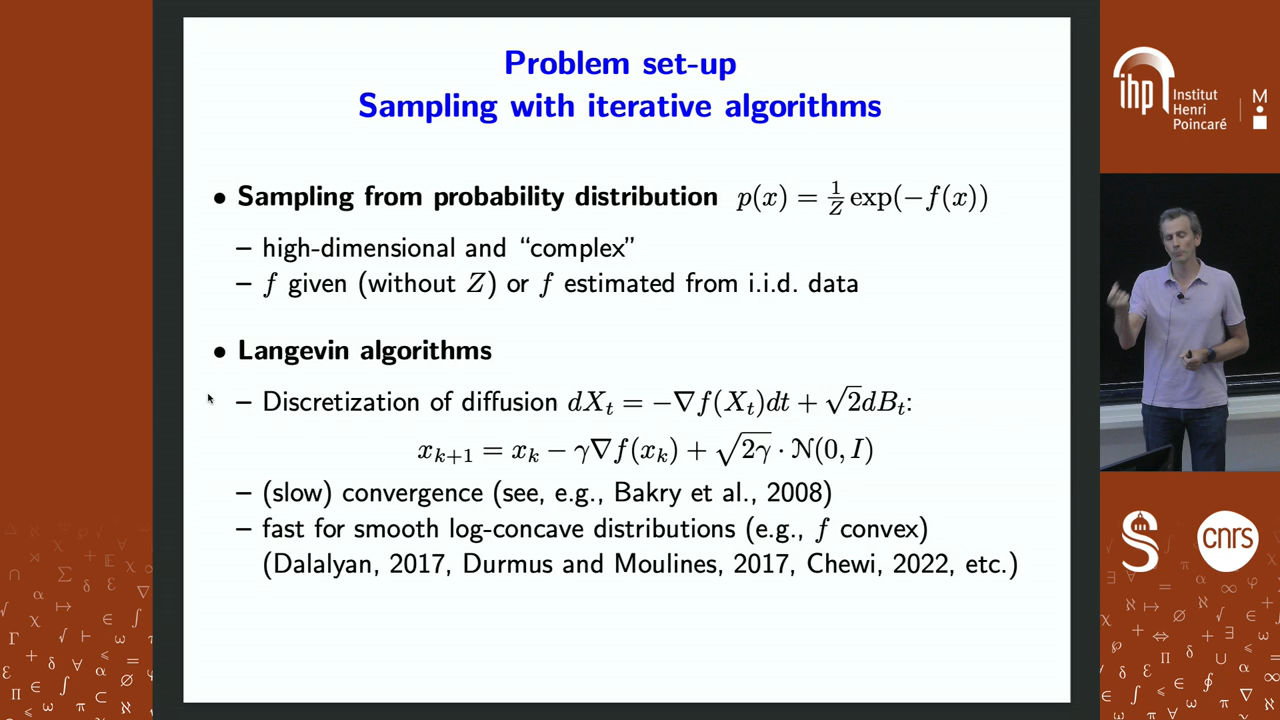 Problem set-up
Sampling with iterative algorithms
• Sampling from probability distribution p(x) = 1/Z exp(−f(x))
– high-dimensional and “complex”
– f given (without Z) or f estimated from i.i.d. data
• Langevin algorithms
– Discretization of diffusion dX_t = −∇f(X_t)dt + √2dB_t:
x_{k+1} = x_k − γ∇f(x_k) + √2γ · N(0, I)
– (slow) convergence (see, e.g., Bakry et al., 2008)
– fast for smooth log-concave distributions (e.g., f convex)
(Dalalyan, 2017, Durmus and Moulines, 2017, Chewi, 2022, etc.)
ihp
Institut
Henri
Poincaré
M
S
cnrs